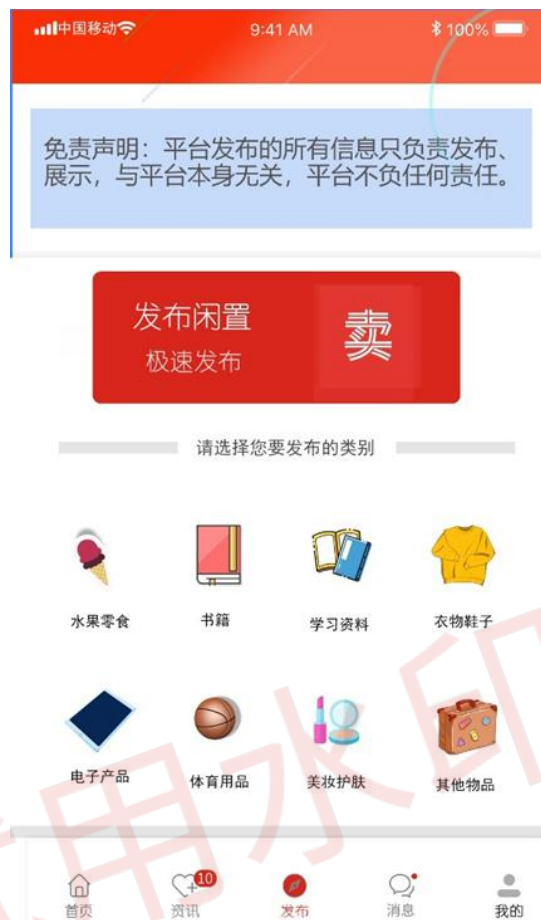 中国移动 9:41 AM 100%
免责声明：平台发布的所有信息只负责发布、
展示，与平台本身无关，平台不负任何责任。
发布闲置
极速发布
卖
请选择您要发布的类别
水果零食 书籍 学习资料 衣物鞋子
电子产品 体育用品 美妆护肤 其他物品
10
首页 资讯 发布 消息 我的
用水印